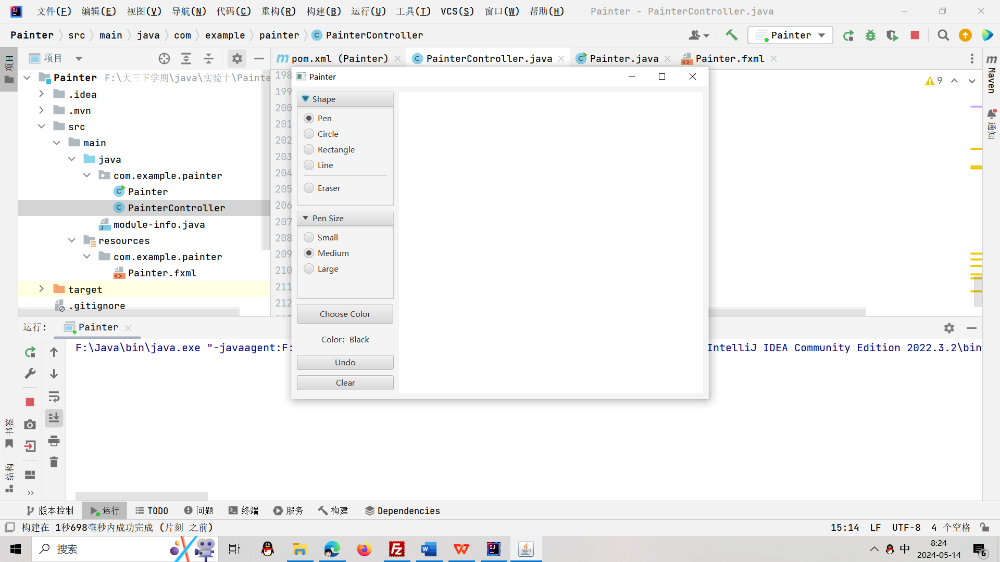 文件(F) 编辑(E) 视图(V) 导航(N) 代码(C) 重构(R) 构建(B) 运行(U) 工具(T) VCS(S) 窗口(W) 帮助(H) Painter - PainterController.java
Painter src main java com example painter PainterController Painter
项目 pom.xml (Painter) PainterController.java Painter.java Painter.fxml
项目
Painter F:\大三下学期\java\实验十\Painte
.idea
.mvn
src
main
java
com.example.painter
Painter
PainterController
module-info.java
resources
com.example.painter
Painter.fxml
target
.gitignore
198
199
200
201
202
203
204
205
206
207
208
209
210
211
212
9
Maven
通知
Painter
Shape
Pen
Circle
Rectangle
Line
Eraser
Pen Size
Small
Medium
Large
Choose Color
Color: Black
Undo
Clear
运行: Painter
F:\Java\bin\java.exe "-javaagent:F: IntelliJ IDEA Community Edition 2022.3.2\bin
书签
结构
版本控制 运行 TODO 问题 终端 服务 构建 Dependencies
构建在 1秒698毫秒内成功完成 (片刻 之前) 15:14 LF UTF-8 4 个空格
搜索 中 8:24
2024-05-14 6